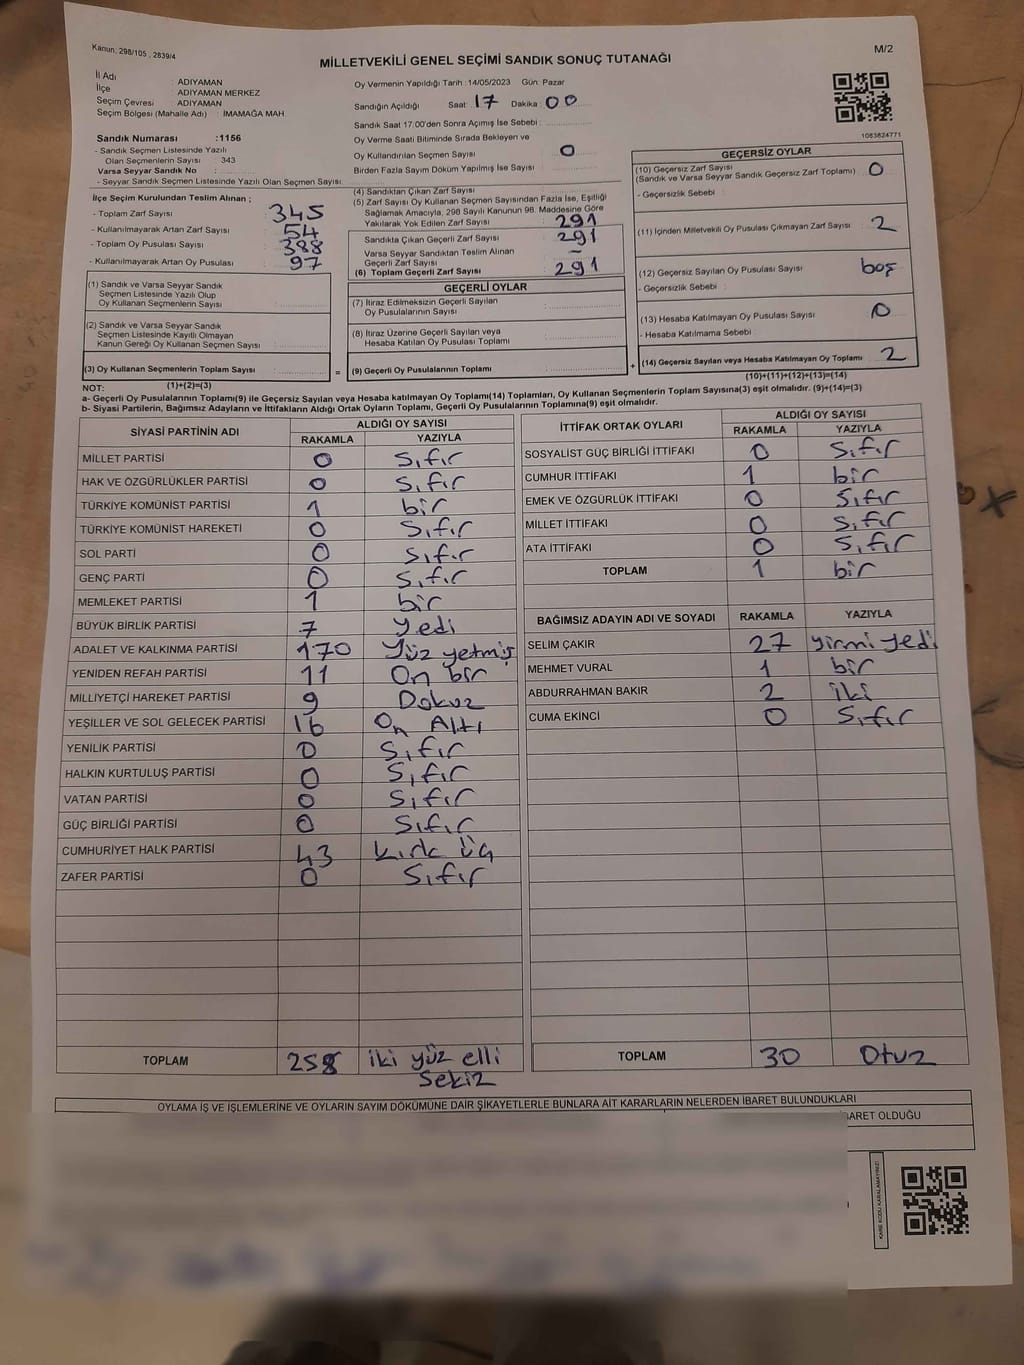 Kanun: 298/105 , 2839/4
M/2
MİLLETVEKİLİ GENEL SEÇİMİ SANDIK SONUÇ TUTANAĞI
İl Adı : ADIYAMAN
İlçe : ADIYAMAN MERKEZ
Seçim Çevresi : ADIYAMAN
Seçim Bölgesi (Mahalle Adı) : İMAMAĞA MAH.
Sandık Numarası :1156
- Sandık Seçmen Listesinde Yazılı
Olan Seçmenlerin Sayısı : 343
Varsa Seyyar Sandık No :
- Seyyar Sandık Seçmen Listesinde Yazılı Olan Seçmen Sayısı:
Oy Vermenin Yapıldığı Tarih :14/05/2023 Gün: Pazar
Sandığın Açıldığı Saat: 17 Dakika: 00
Sandık Saat 17:00'den Sonra Açımış İse Sebebi :
Oy Verme Saati Bitiminde Sırada Bekleyen ve
Oy Kullandırılan Seçmen Sayısı : 0
Birden Fazla Sayım Döküm Yapılmış İse Sayısı :
1083824771
İlçe Seçim Kurulundan Teslim Alınan ;
- Toplam Zarf Sayısı : 345
- Kullanılmayarak Artan Zarf Sayısı : 54
- Toplam Oy Pusulası Sayısı : 388
- Kullanılmayarak Artan Oy Pusulası : 97
(4) Sandıktan Çıkan Zarf Sayısı
(5) Zarf Sayısı Oy Kullanan Seçmen Sayısından Fazla İse, Eşitliği
Sağlamak Amacıyla, 298 Sayılı Kanunun 98. Maddesine Göre
Yakılarak Yok Edilen Zarf Sayısı : 291
Sandıkta Çıkan Geçerli Zarf Sayısı : 291
Varsa Seyyar Sandıktan Teslim Alınan
Geçerli Zarf Sayısı : –
(6) Toplam Geçerli Zarf Sayısı : 291
GEÇERSİZ OYLAR
(10) Geçersiz Zarf Sayısı
(Sandık ve Varsa Seyyar Sandık Geçersiz Zarf Toplamı) : 0
- Geçersizlik Sebebi :
(11) İçinden Milletvekili Oy Pusulası Çıkmayan Zarf Sayısı : 2
(12) Geçersiz Sayılan Oy Pusulası Sayısı : boş
- Geçersizlik Sebebi :
(13) Hesaba Katılmayan Oy Pusulası Sayısı : 0
- Hesaba Katılmama Sebebi
(14) Geçersiz Sayılan veya Hesaba Katılmayan Oy Toplamı : 2
(1) Sandık ve Varsa Seyyar Sandık
Seçmen Listesinde Yazılı Olup
Oy Kullanan Seçmenlerin Sayısı :
(2) Sandık ve Varsa Seyyar Sandık
Seçmen Listesinde Kayıtlı Olmayan
Kanun Gereği Oy Kullanan Seçmen Sayısı :
(3) Oy Kullanan Seçmenlerin Toplam Sayısı :
GEÇERLİ OYLAR
(7) İtiraz Edilmeksizin Geçerli Sayılan
Oy Pusulalarının Sayısı :
(8) İtiraz Üzerine Geçerli Sayılan veya
Hesaba Katılan Oy Pusulası Toplamı :
= (9) Geçerli Oy Pusulalarının Toplamı : +
NOT: (1)+(2)=(3)
(10)+(11)+(12)+(13)=(14)
a- Geçerli Oy Pusulalarının Toplamı(9) ile Geçersiz Sayılan veya Hesaba katılmayan Oy Toplamı(14) Toplamları, Oy Kullanan Seçmenlerin Toplam Sayısına(3) eşit olmalıdır. (9)+(14)=(3)
b- Siyasi Partilerin, Bağımsız Adayların ve İttifakların Aldığı Ortak Oyların Toplamı, Geçerli Oy Pusulalarının Toplamına(9) eşit olmalıdır.
SİYASİ PARTİNİN ADI ALDIĞI OY SAYISI
RAKAMLA YAZIYLA
MİLLET PARTİSİ 0 Sıfır
HAK VE ÖZGÜRLÜKLER PARTİSİ 0 Sıfır
TÜRKİYE KOMÜNİST PARTİSİ 1 bir
TÜRKİYE KOMÜNİST HAREKETİ 0 Sıfır
SOL PARTİ 0 Sıfır
GENÇ PARTİ 0 Sıfır
MEMLEKET PARTİSİ 1 bir
BÜYÜK BİRLİK PARTİSİ 7 yedi
ADALET VE KALKINMA PARTİSİ 170 Yüz yetmiş
YENİDEN REFAH PARTİSİ 11 On bir
MİLLİYETÇİ HAREKET PARTİSİ 9 Dokuz
YEŞİLLER VE SOL GELECEK PARTİSİ 16 On Altı
YENİLİK PARTİSİ 0 Sıfır
HALKIN KURTULUŞ PARTİSİ 0 Sıfır
VATAN PARTİSİ 0 Sıfır
GÜÇ BİRLİĞİ PARTİSİ 0 Sıfır
CUMHURİYET HALK PARTİSİ 43 kırk üç
ZAFER PARTİSİ 0 Sıfır
TOPLAM 258 iki yüz elli
sekiz
İTTİFAK ORTAK OYLARI ALDIĞI OY SAYISI
RAKAMLA YAZIYLA
SOSYALİST GÜÇ BİRLİĞİ İTTİFAKI 0 Sıfır
CUMHUR İTTİFAKI 1 bir
EMEK VE ÖZGÜRLÜK İTTİFAKI 0 Sıfır
MİLLET İTTİFAKI 0 Sıfır
ATA İTTİFAKI 0 Sıfır
TOPLAM 1 bir
BAĞIMSIZ ADAYIN ADI VE SOYADI RAKAMLA YAZIYLA
SELİM ÇAKIR 27 yirmi yedi
MEHMET VURAL 1 bir
ABDURRAHMAN BAKIR 2 iki
CUMA EKİNCİ 0 Sıfır
TOPLAM 30 Otuz
OYLAMA İŞ VE İŞLEMLERİNE VE OYLARIN SAYIM DÖKÜMÜNE DAİR ŞİKAYETLERLE BUNLARA AİT KARARLARIN NELERDEN İBARET BULUNDUKLARI
BARET OLDUĞU
KARE KODU KARALAMAYINIZ!